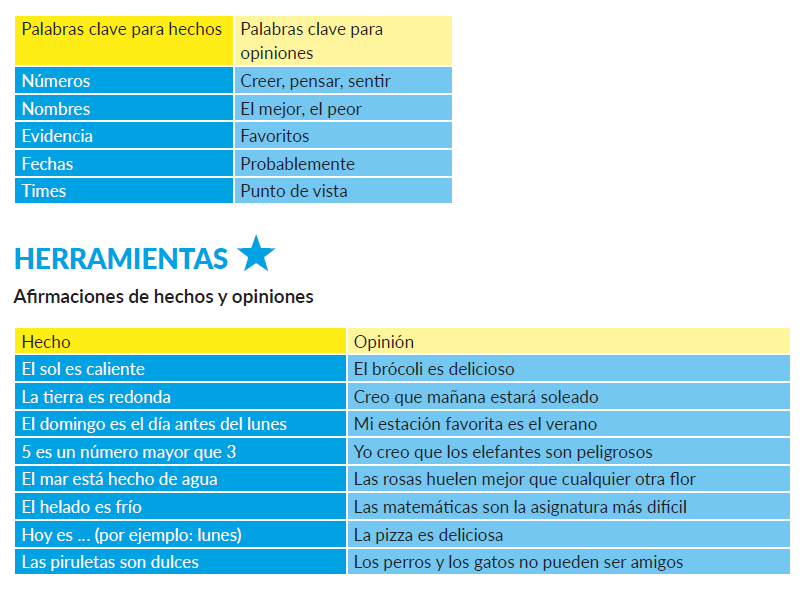 Palabras clave para hechos
Palabras clave para
opiniones
Números
Creer, pensar, sentir
Nombres
El mejor, el peor
Evidencia
Favoritos
Fechas
Probablemente
Times
Punto de vista
HERRAMIENTAS
Afirmaciones de hechos y opiniones
Hecho
Opinión
El sol es caliente
El brócoli es delicioso
La tierra es redonda
Creo que mañana estará soleado
El domingo es el día antes del lunes
Mi estación favorita es el verano
5 es un número mayor que 3
Yo creo que los elefantes son peligrosos
El mar está hecho de agua
Las rosas huelen mejor que cualquier otra flor
El helado es frío
Las matemáticas son la asignatura más difícil
Hoy es ... (por ejemplo: lunes)
La pizza es deliciosa
Las piruletas son dulces
Los perros y los gatos no pueden ser amigos